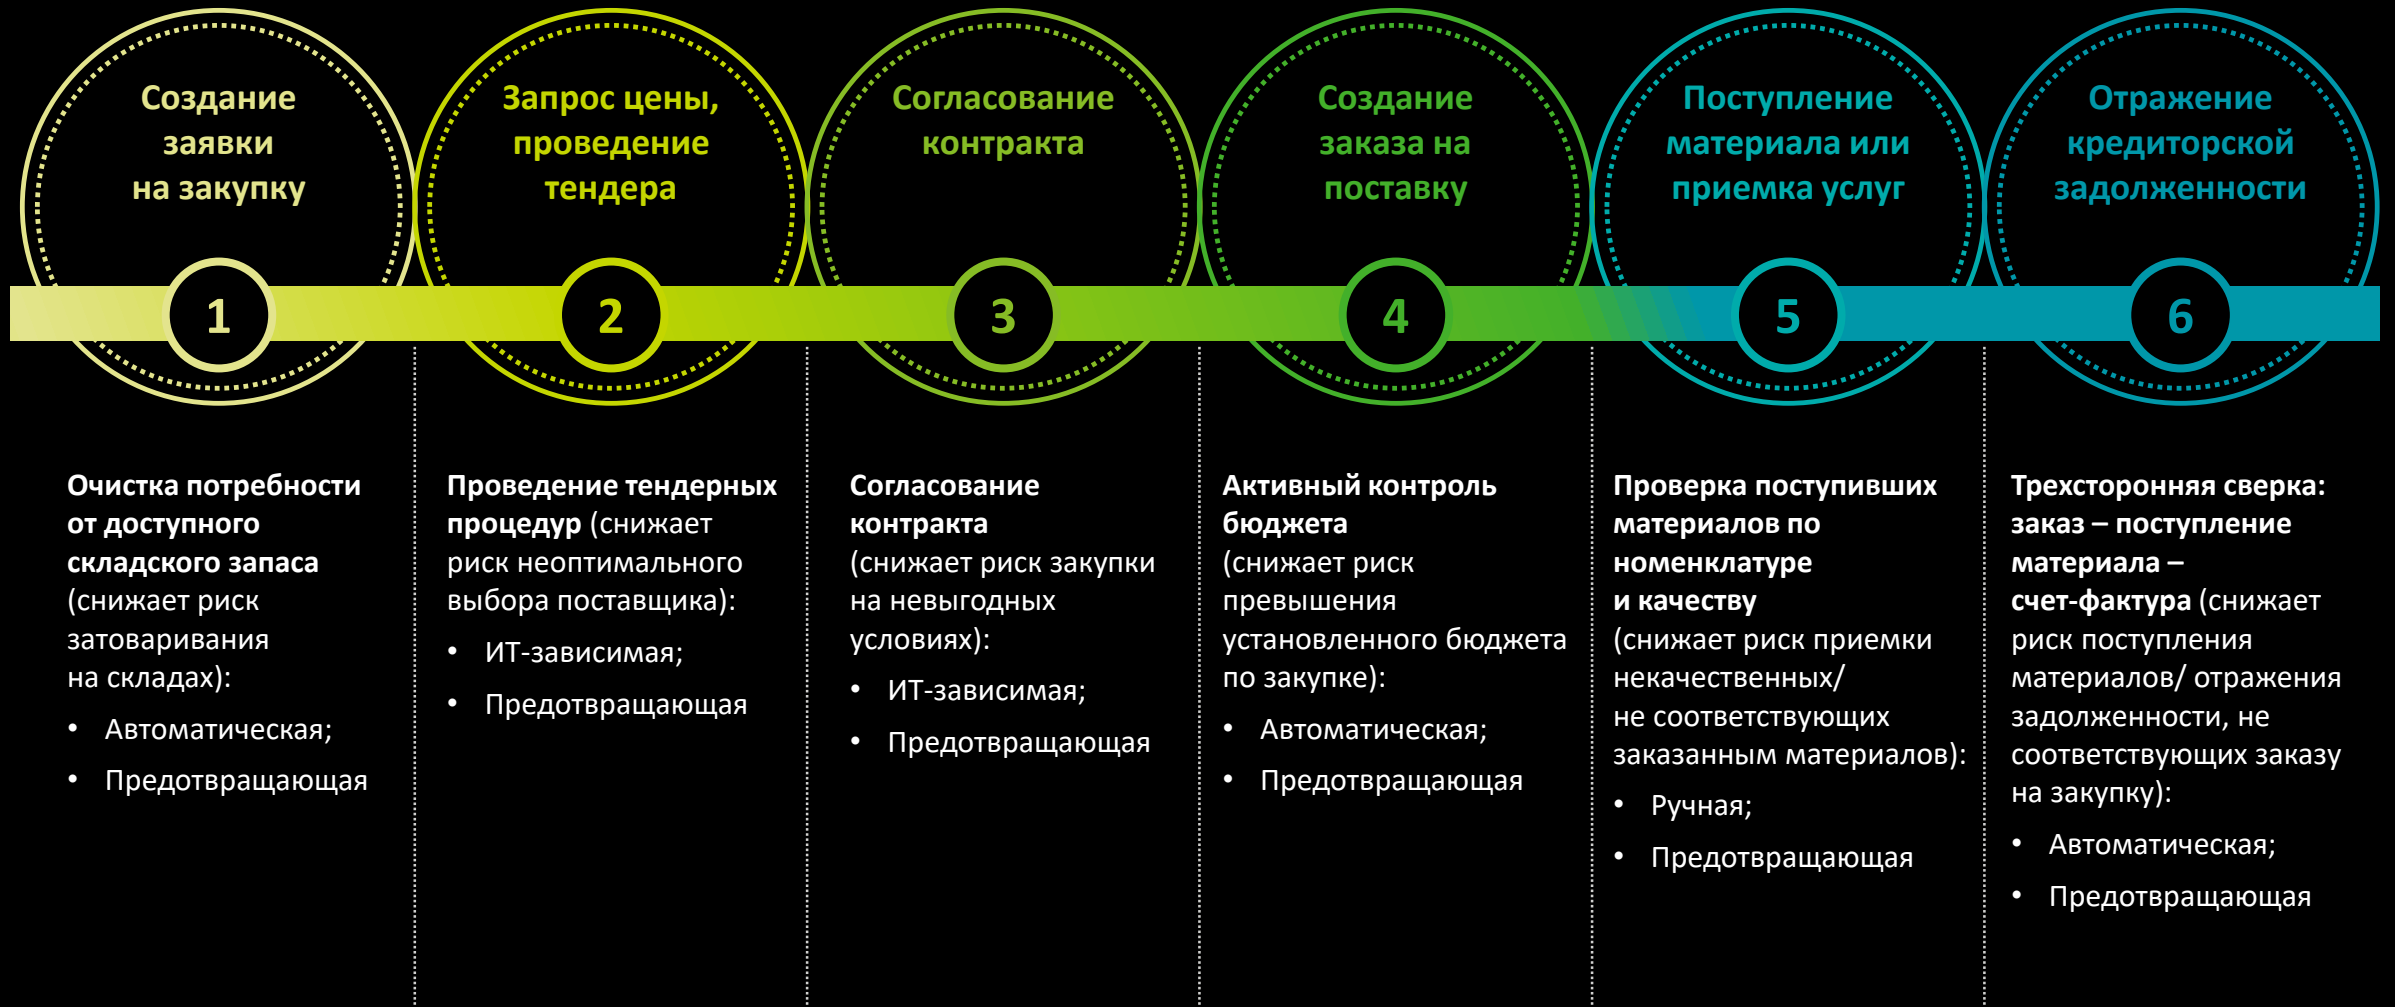 Создание
заявки
на закупку
1
Запрос цены,
проведение
тендера
2
Согласование
контракта
3
Создание
заказа на
поставку
4
Поступление
материала или
приемка услуг
5
Отражение
кредиторской
задолженности
6
Очистка потребности
от доступного
складского запаса
(снижает риск
затоваривания
на складах):
• Автоматическая;
• Предотвращающая
Проведение тендерных
процедур (снижает
риск неоптимального
выбора поставщика):
• ИТ-зависимая;
• Предотвращающая
Согласование
контракта
(снижает риск закупки
на невыгодных
условиях):
• ИТ-зависимая;
• Предотвращающая
Активный контроль
бюджета
(снижает риск
превышения
установленного бюджета
по закупке):
• Автоматическая;
• Предотвращающая
Проверка поступивших
материалов по
номенклатуре
и качеству
(снижает риск приемки
некачественных/
не соответствующих
заказанным материалов):
• Ручная;
• Предотвращающая
Трехсторонняя сверка:
заказ – поступление
материала –
счет-фактура (снижает
риск поступления
материалов/ отражения
задолженности, не
соответствующих заказу
на закупку):
• Автоматическая;
• Предотвращающая